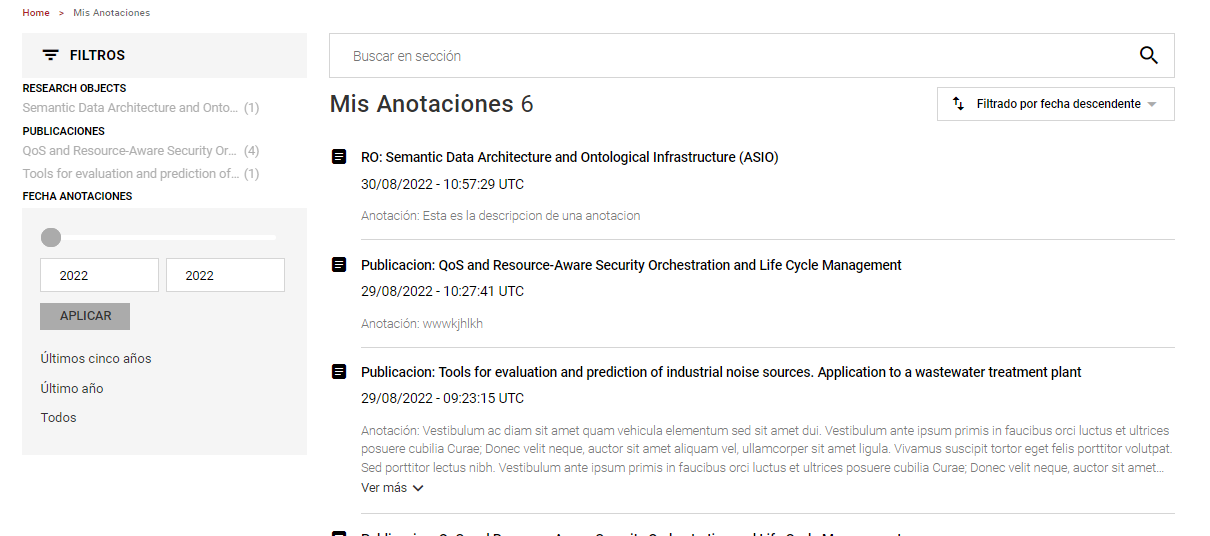 Home > Mis Anotaciones
FILTROS
RESEARCH OBJECTS
Semantic Data Architecture and Onto... (1)
PUBLICACIONES
QoS and Resource-Aware Security Or... (4)
Tools for evaluation and prediction of... (1)
FECHA ANOTACIONES
2022 2022
APLICAR
Últimos cinco años
Último año
Todos
Buscar en sección
Mis Anotaciones 6
Filtrado por fecha descendente
RO: Semantic Data Architecture and Ontological Infrastructure (ASIO)
30/08/2022 - 10:57:29 UTC
Anotación: Esta es la descripcion de una anotacion
Publicacion: QoS and Resource-Aware Security Orchestration and Life Cycle Management
29/08/2022 - 10:27:41 UTC
Anotación: wwwkjhlkh
Publicacion: Tools for evaluation and prediction of industrial noise sources. Application to a wastewater treatment plant
29/08/2022 - 09:23:15 UTC
Anotación: Vestibulum ac diam sit amet quam vehicula elementum sed sit amet dui. Vestibulum ante ipsum primis in faucibus orci luctus et ultrices
posuere cubilia Curae; Donec velit neque, auctor sit amet aliquam vel, ullamcorper sit amet ligula. Vivamus suscipit tortor eget felis porttitor volutpat.
Sed porttitor lectus nibh. Vestibulum ante ipsum primis in faucibus orci luctus et ultrices posuere cubilia Curae; Donec velit neque, auctor sit amet...
Ver más